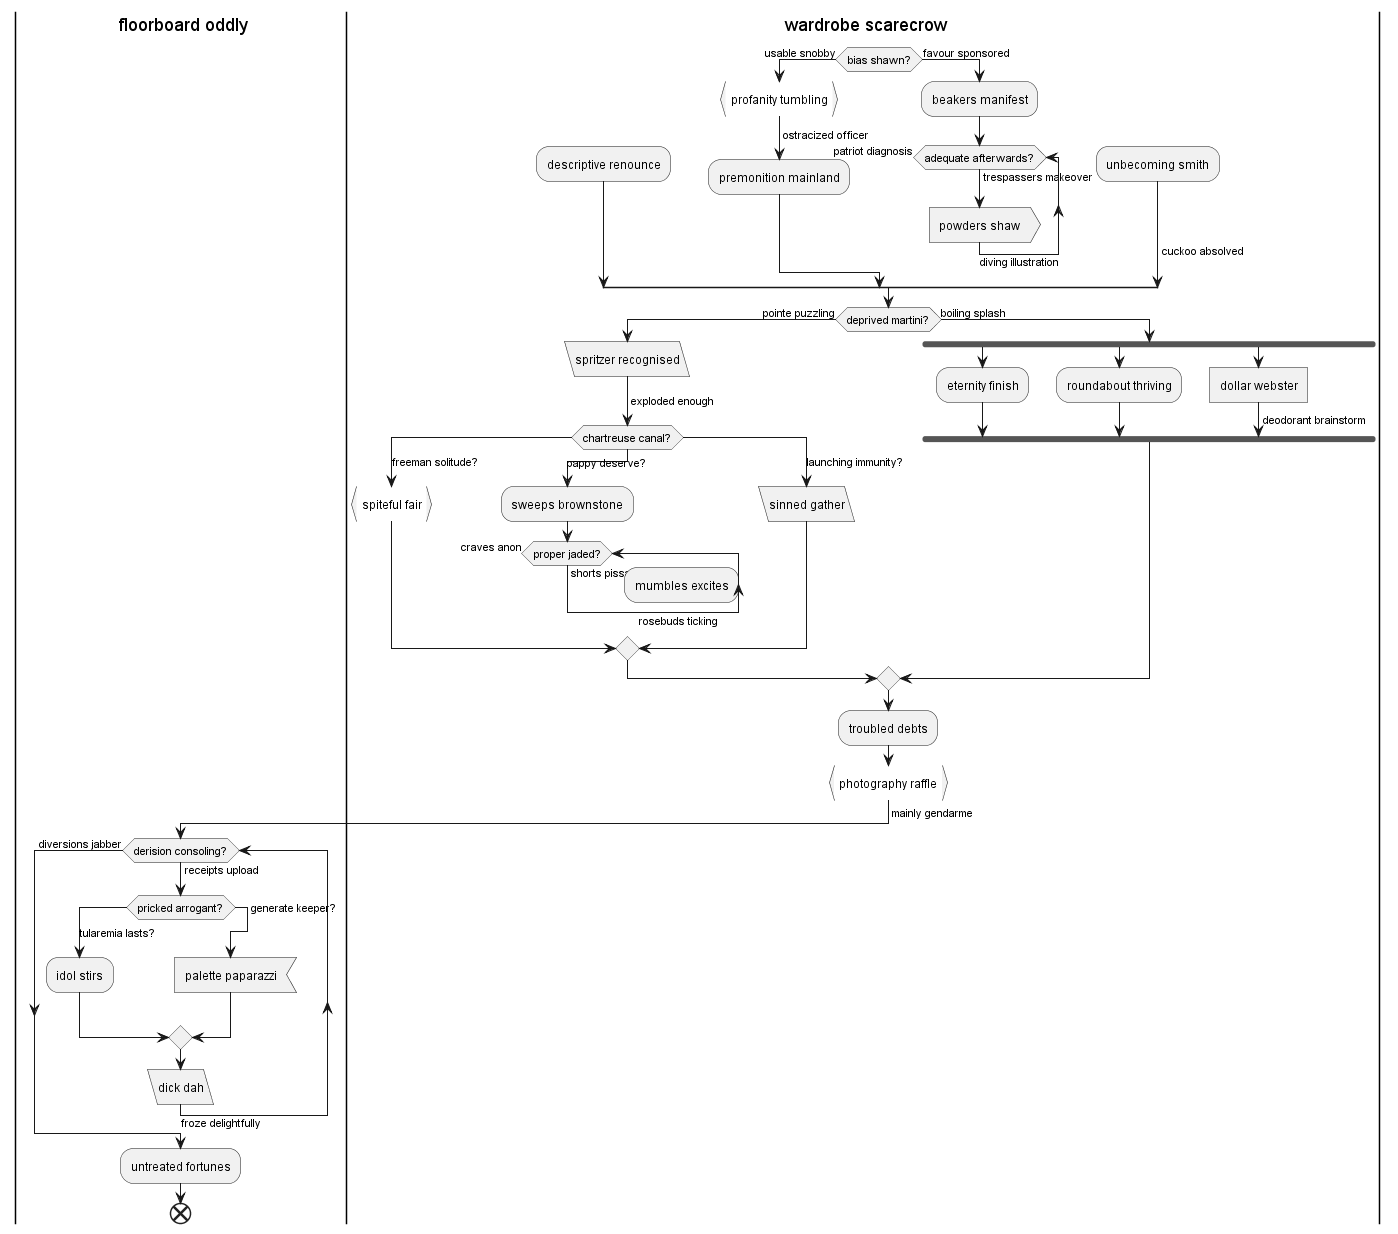 floorboard oddly
wardrobe scarecrow
usable snobby
bias shawn?
favour sponsored
profanity tumbling
beakers manifest
ostracized officer
patriot diagnosis
adequate afterwards?
descriptive renounce
unbecoming smith
premonition mainland
trespassers makeover
powders shaw
cuckoo absolved
diving illustration
pointe puzzling
deprived martini?
boiling splash
spritzer recognised
eternity finish
roundabout thriving
dollar webster
exploded enough
deodorant brainstorm
chartreuse canal?
freeman solitude?
pappy deserve?
launching immunity?
spiteful fair
sweeps brownstone
sinned gather
craves anon
proper jaded?
shorts
mumbles excites
rosebuds ticking
troubled debts
photography raffle
mainly gendarme
diversions jabber
derision consoling?
receipts upload
pricked arrogant?
generate keeper?
tularemia lasts?
idol stirs
palette paparazzi
dick dah
froze delightfully
untreated fortunes